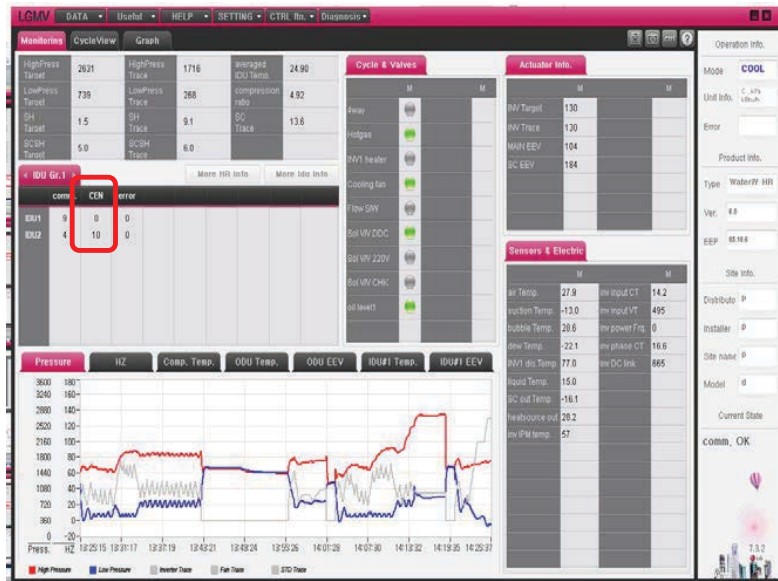 LGMV DATA Useful HELP SETTING CTRL ftn. Diagnosis
Monitoring CycleView Graph
HighPress Target 2631 HighPress Trace 1716 averaged IDU Temp. 24.90
LowPress Target 739 LowPress Trace 268 compression ratio 4.92
SH Target 1.5 SH Trace 9.1 SC Trace 13.6
SCSH Target 5.0 SCSH Trace 6.0
< IDU Gr.1 > More HR Info More Idu Info
comm. CEN error
IDU1 9 0 0
IDU2 4 10 0
Cycle & Valves
M M
4way
Hotgas
INV1 heater
Cooling fan
Flow S/W
Sol V/V DDC
Sol V/V 220V
Sol V/V CHK
oil level1
Actuator Info.
M M
INV Target 130
INV Trace 130
MAIN EEV 104
SC EEV 184
Sensors & Electric
M M
air Temp. 27.9 inv input CT 14.2
suction Temp. -13.0 inv input VT 495
bubble Temp. 20.6 inv power Frq. 0
dew Temp. -22.1 inv phase CT 16.6
INV1 dis.Temp 77.0 inv DC link 665
liquid Temp. 15.0
SC out Temp. -16.1
heatsource out 26.2
inv IPM temp. 57
Pressure HZ Comp. Temp. ODU Temp. ODU EEV IDU#1 Temp. IDU#1 EEV
3600 180
3240 160
2880 140
2520 120
2160 100
1800 80
1440 60
1080 40
720 20
360 0
0 -20
Press. HZ 13:25:15 13:31:17 13:37:19 13:43:21 13:49:24 13:55:26 14:01:28 14:07:30 14:13:32 14:19:35 14:25:37
High Pressure Low Pressure Inverter Trace Fan Trace STD Trace
Operation Info.
Mode COOL
Unit Info.
Error
Product Info.
Type WaterIV HR
Ver.
EEP
Site Info.
Distributo P
Installer P
Site name P
Model d
Current State
comm. OK
7.3.2